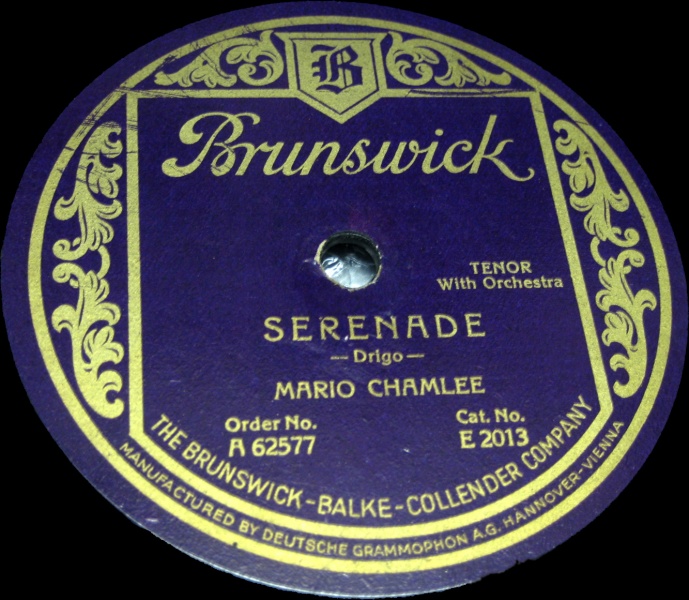 B
Brunswick
TENOR
With Orchestra
SERENADE
— Drigo —
MARIO CHAMLEE
Order No.
A 62577
Cat. No.
E 2013
THE BRUNSWICK-BALKE-COLLENDER COMPANY
MANUFACTURED BY DEUTSCHE GRAMMOPHON A.G. HANNOVER-VIENNA